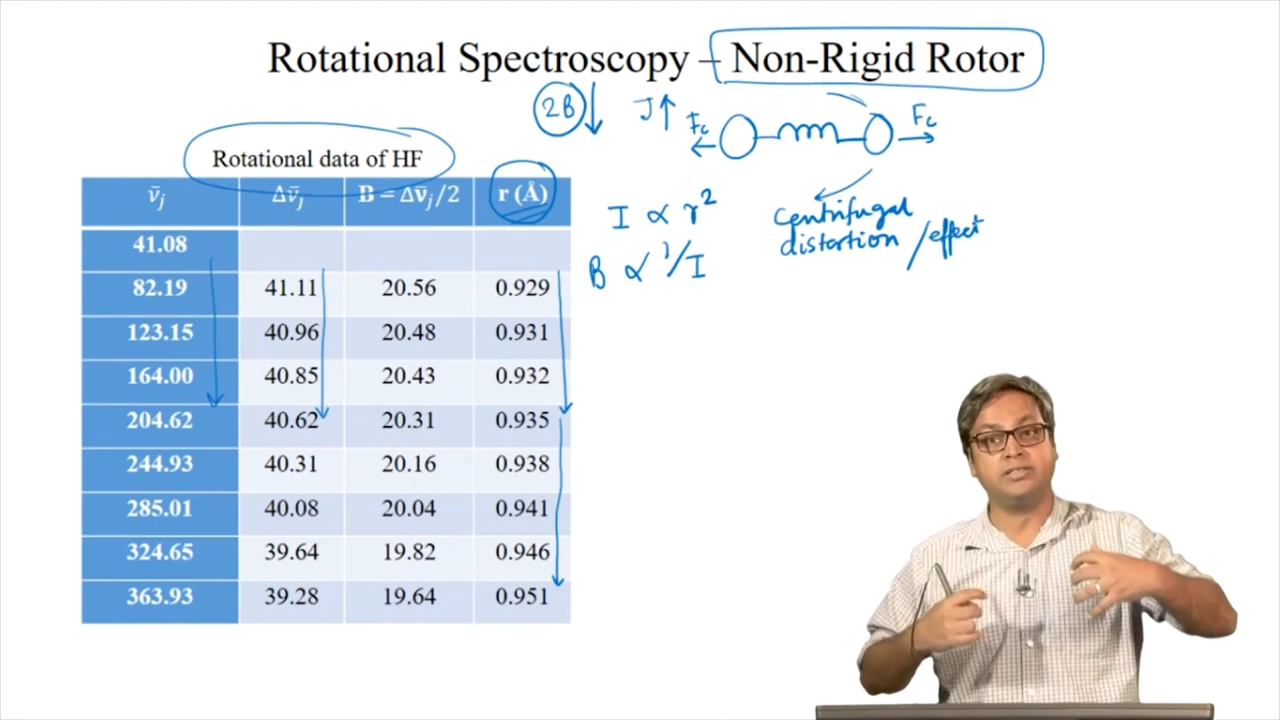 Rotational Spectroscopy – Non-Rigid Rotor
2B ↓ J↑ Fc Fc
Rotational data of HF
ν̄j Δν̄j B = Δν̄j/2 r (Å)
41.08
82.19 41.11 20.56 0.929
123.15 40.96 20.48 0.931
164.00 40.85 20.43 0.932
204.62 40.62 20.31 0.935
244.93 40.31 20.16 0.938
285.01 40.08 20.04 0.941
324.65 39.64 19.82 0.946
363.93 39.28 19.64 0.951
I ∝ r²
B ∝ 1/I
centrifugal
distortion /effect